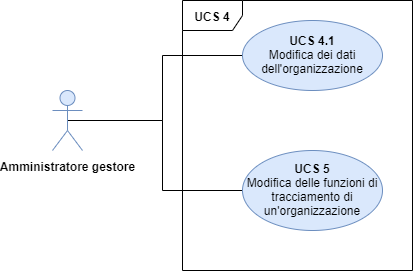 UCS 4
UCS 4.1
Modifica dei dati
dell'organizzazione
Amministratore gestore
UCS 5
Modifica delle funzioni di
tracciamento di
un'organizzazione